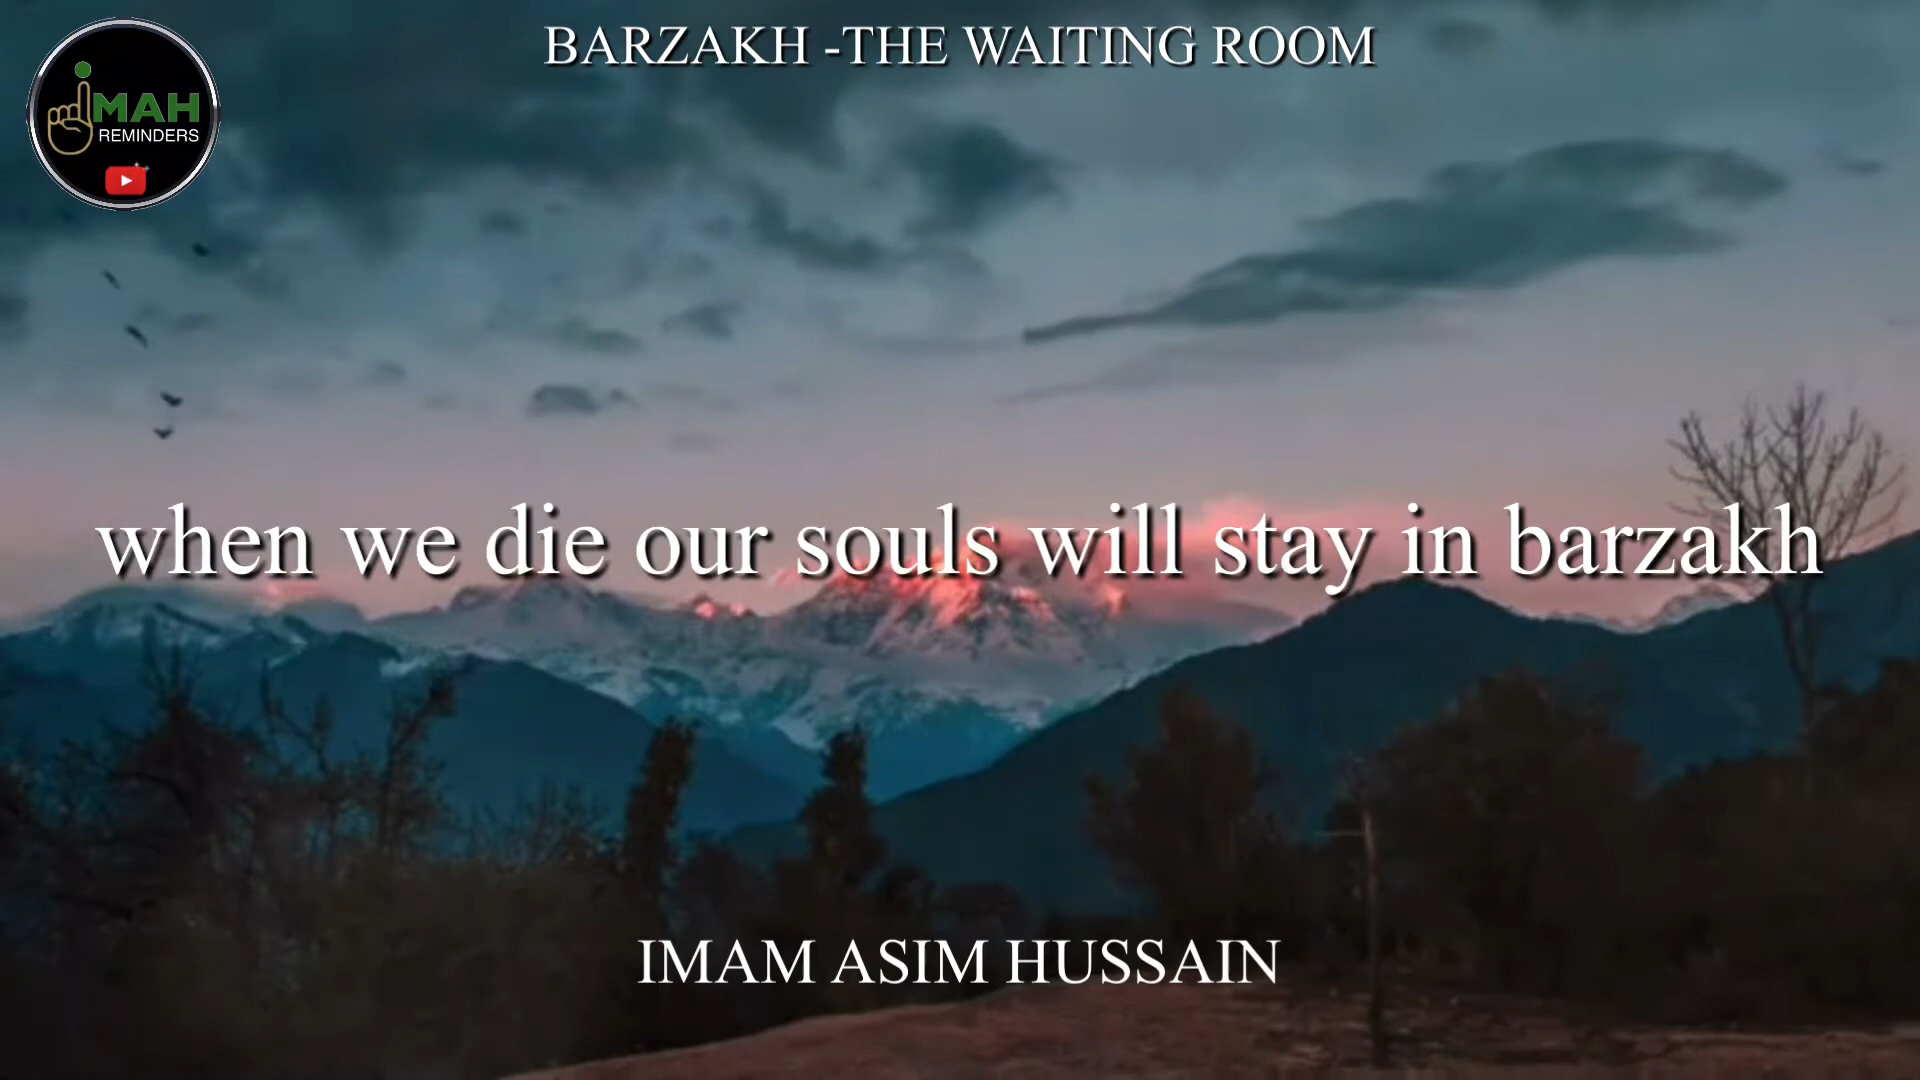 BARZAKH -THE WAITING ROOM
iMAH
REMINDERS
when we die our souls will stay in barzakh
IMAM ASIM HUSSAIN